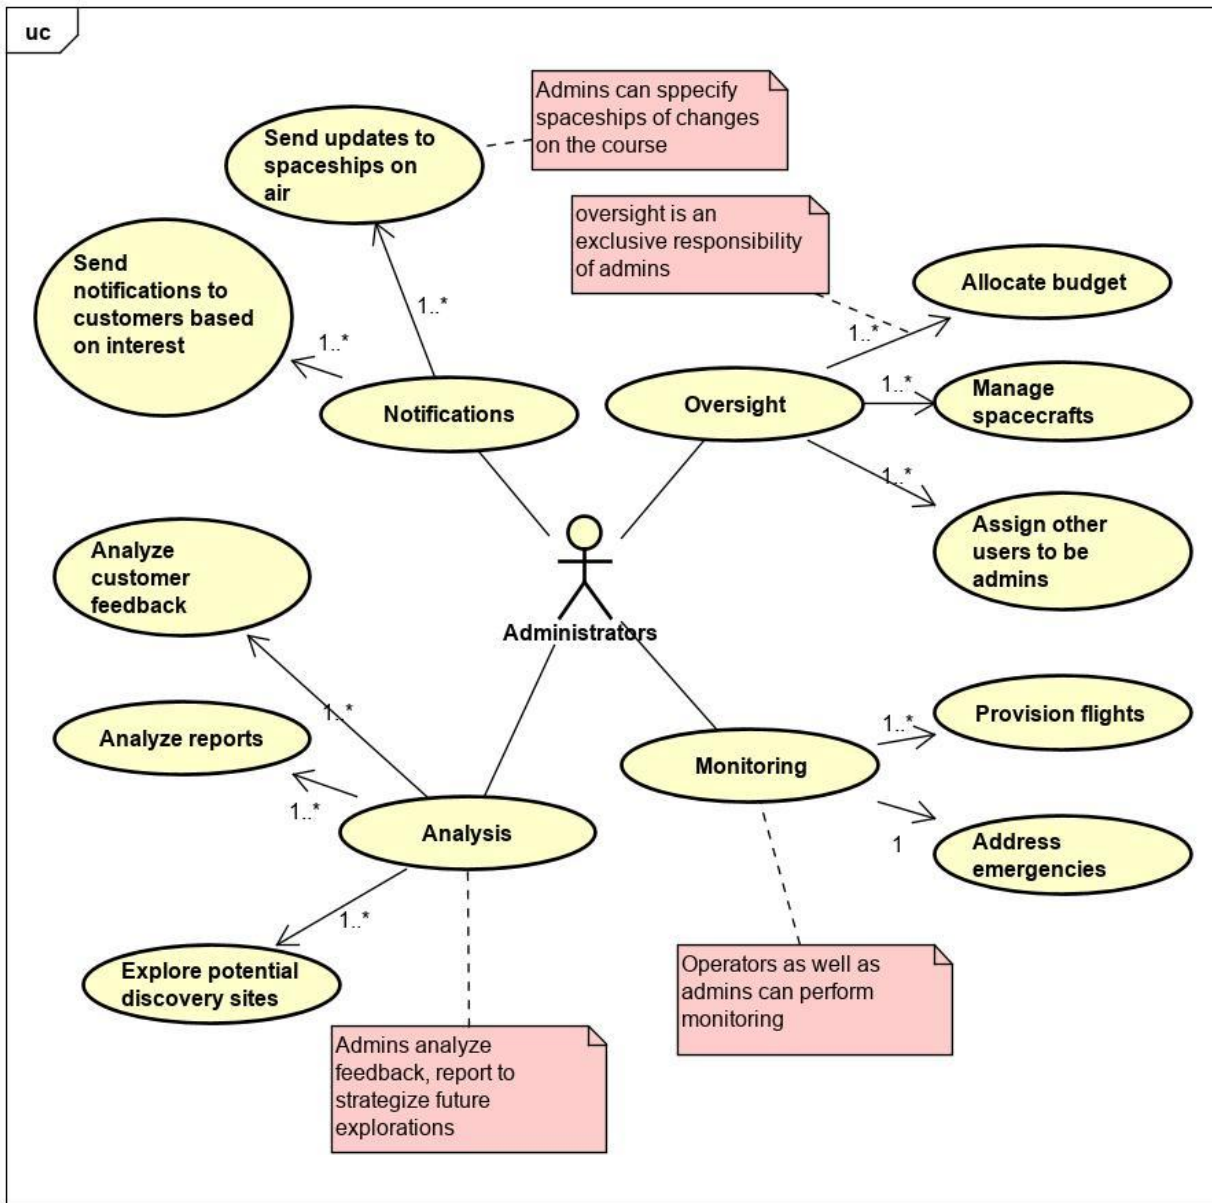 uc
Admins can sppecify
spaceships of changes
on the course
Send updates to
spaceships on
air
oversight is an
exclusive responsibility
of admins
Send
notifications to
customers based
on interest
Allocate budget
1..*
1..*
1..*
1..*
Manage
spacecrafts
Notifications
Oversight
1..*
Assign other
users to be
admins
Analyze
customer
feedback
Administrators
1..*
Analyze reports
1..*
Provision flights
Monitoring
1..*
Analysis
1
Address
emergencies
1..*
Explore potential
discovery sites
Operators as well as
admins can perform
monitoring
Admins analyze
feedback, report to
strategize future
explorations